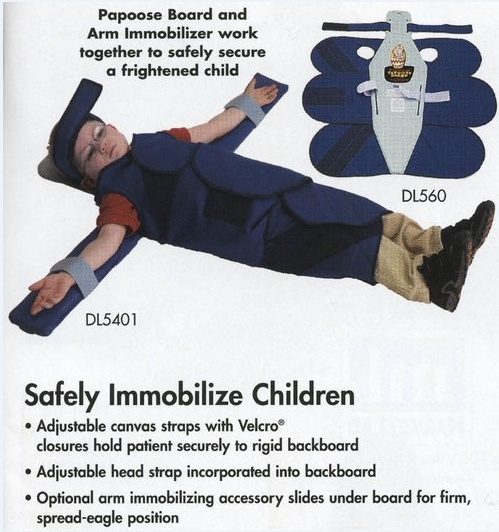 Papoose Board and
Arm Immobilizer work
together to safely secure
a frightened child
DL560
DL5401
Safely Immobilize Children
• Adjustable canvas straps with Velcro®
closures hold patient securely to rigid backboard
• Adjustable head strap incorporated into backboard
• Optional arm immobilizing accessory slides under board for firm,
spread-eagle position